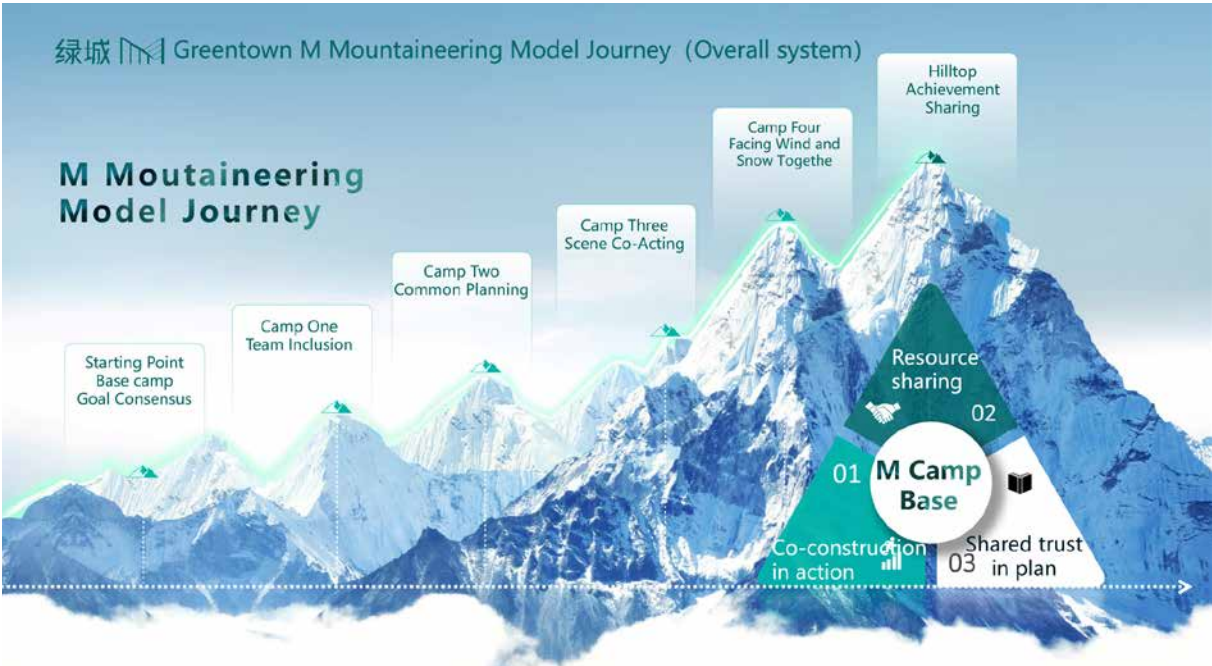 绿城 M Greentown M Mountaineering Model Journey (Overall system)
M Moutaineering
Model Journey
Starting Point
Base camp
Goal Consensus
Camp One
Team Inclusion
Camp Two
Common Planning
Camp Three
Scene Co-Acting
Camp Four
Facing Wind and
Snow Togethe
Hilltop
Achievement
Sharing
Resource
sharing
02
01
M Camp
Base
Co-construction
in action
03
Shared trust
in plan